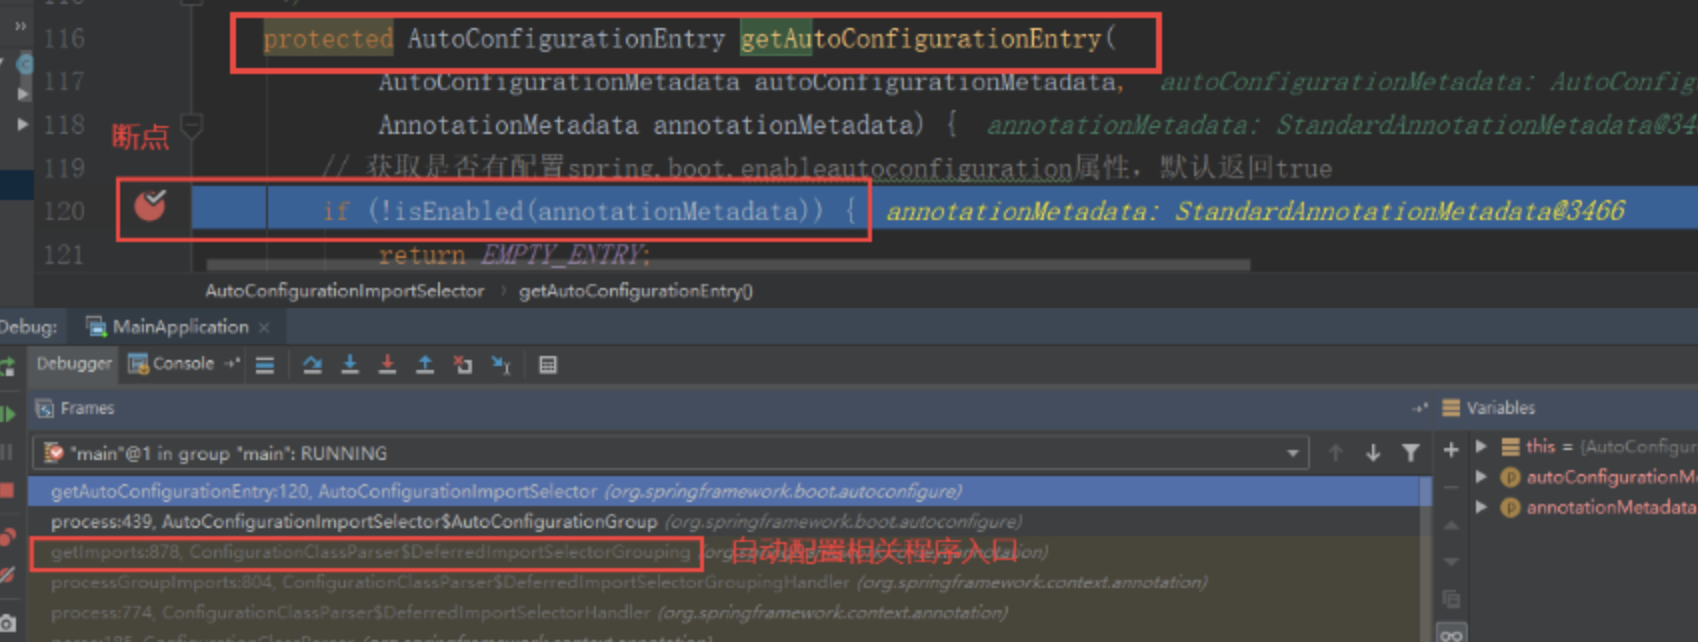 116 protected AutoConfigurationEntry getAutoConfigurationEntry(
117 AutoConfigurationMetadata autoConfigurationMetadata, autoConfigurationMetadata: AutoConfig
118 AnnotationMetadata annotationMetadata) { annotationMetadata: StandardAnnotationMetadata@34
断点
119 // 获取是否有配置spring.boot.enableautoconfiguration属性，默认返回true
120 if (!isEnabled(annotationMetadata)) { annotationMetadata: StandardAnnotationMetadata@3466
121 return EMPTY_ENTRY;
AutoConfigurationImportSelector › getAutoConfigurationEntry()
Debug: MainApplication ×
Debugger Console
Frames Variables
"main"@1 in group "main": RUNNING
this = {AutoConfigur
getAutoConfigurationEntry:120, AutoConfigurationImportSelector (org.springframework.boot.autoconfigure)
autoConfigurationM
process:439, AutoConfigurationImportSelector$AutoConfigurationGroup (org.springframework.boot.autoconfigure)
annotationMetadata
getImports:878, ConfigurationClassParser$DeferredImportSelectorGrouping
自动配置相关程序入口
processGroupImports:804, ConfigurationClassParser$DeferredImportSelectorGroupingHandler (org.springframework.context.annotation)
process:774, ConfigurationClassParser$DeferredImportSelectorHandler (org.springframework.context.annotation)